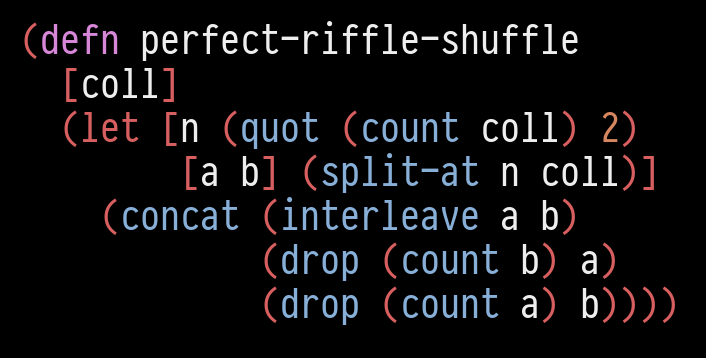 (defn perfect-riffle-shuffle
  [coll]
  (let [n (quot (count coll) 2)
        [a b] (split-at n coll)]
    (concat (interleave a b)
            (drop (count b) a)
            (drop (count a) b))))